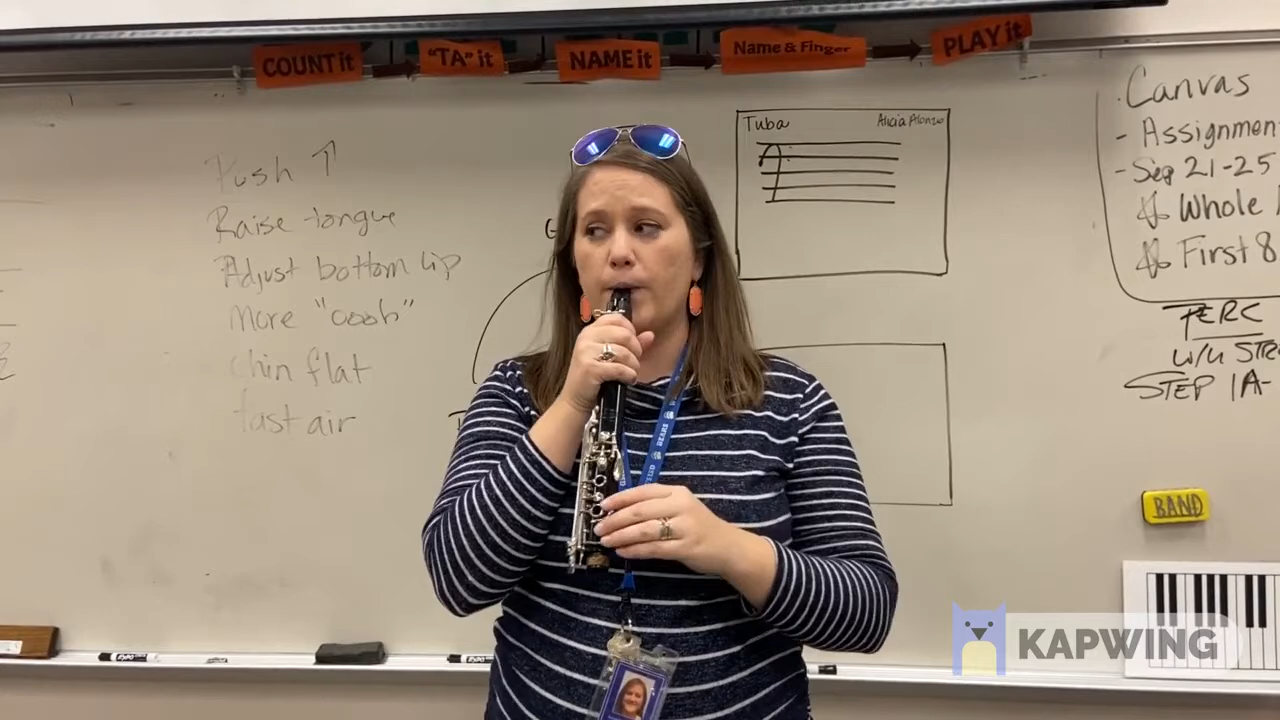 COUNT it
"TA" it
NAME it
Name & Finger
PLAY it
Push ↑
Raise tongue
Adjust bottom lip
More "oooh"
Chin flat
fast air
Tuba
Alicia Alonzo
· Canvas
- Assignmen
- Sep 21-25
Whole
First 8
PERC
STEP 1A-
BAND
BEARS
KAPWING